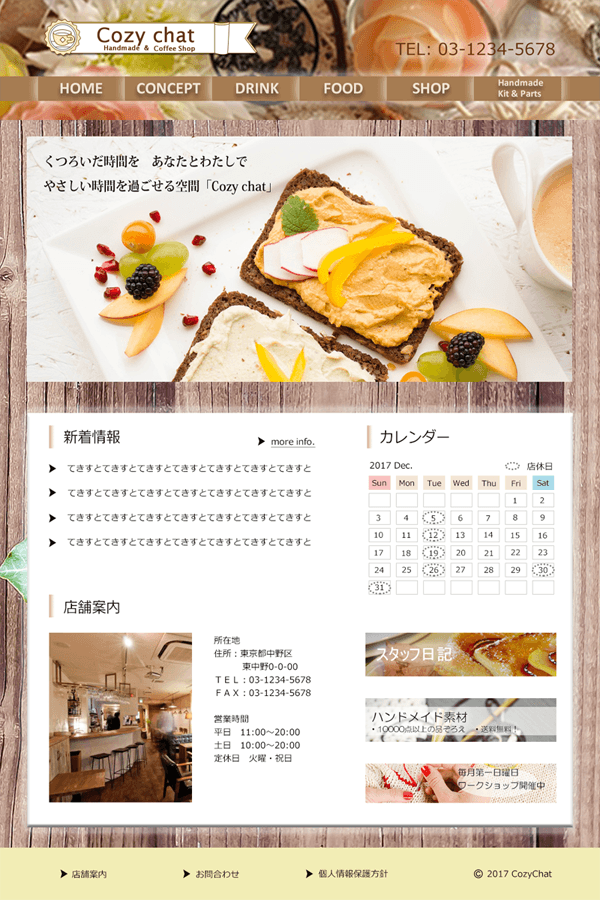 Cozy chat
Handmade & Coffee Shop
TEL: 03-1234-5678
HOME CONCEPT DRINK FOOD SHOP Handmade
Kit & Parts
くつろいだ時間を　あなたとわたしで
やさしい時間を過ごせる空間「Cozy chat」
新着情報
more info.
てきすとてきすとてきすとてきすとてきすとてきすとてきすと
てきすとてきすとてきすとてきすとてきすとてきすとてきすと
てきすとてきすとてきすとてきすとてきすとてきすとてきすと
てきすとてきすとてきすとてきすとてきすとてきすとてきすと
カレンダー
2017 Dec.
店休日
Sun Mon Tue Wed Thu Fri Sat
1 2
3 4 5 6 7 8 9
10 11 12 13 14 15 16
17 18 19 20 21 22 23
24 25 26 27 28 29 30
31
店舗案内
所在地
住所：東京都中野区
東中野0-0-00
ＴＥＬ：03-1234-5678
ＦＡＸ：03-1234-5678
営業時間
平日　11:00～20:00
土日　10:00～20:00
定休日　火曜・祝日
スタッフ日記
ハンドメイド素材
・10000点以上の品ぞろえ　・送料無料！
毎月第一日曜日
ワークショップ開催中
店舗案内
お問合わせ
個人情報保護方針
© 2017 CozyChat